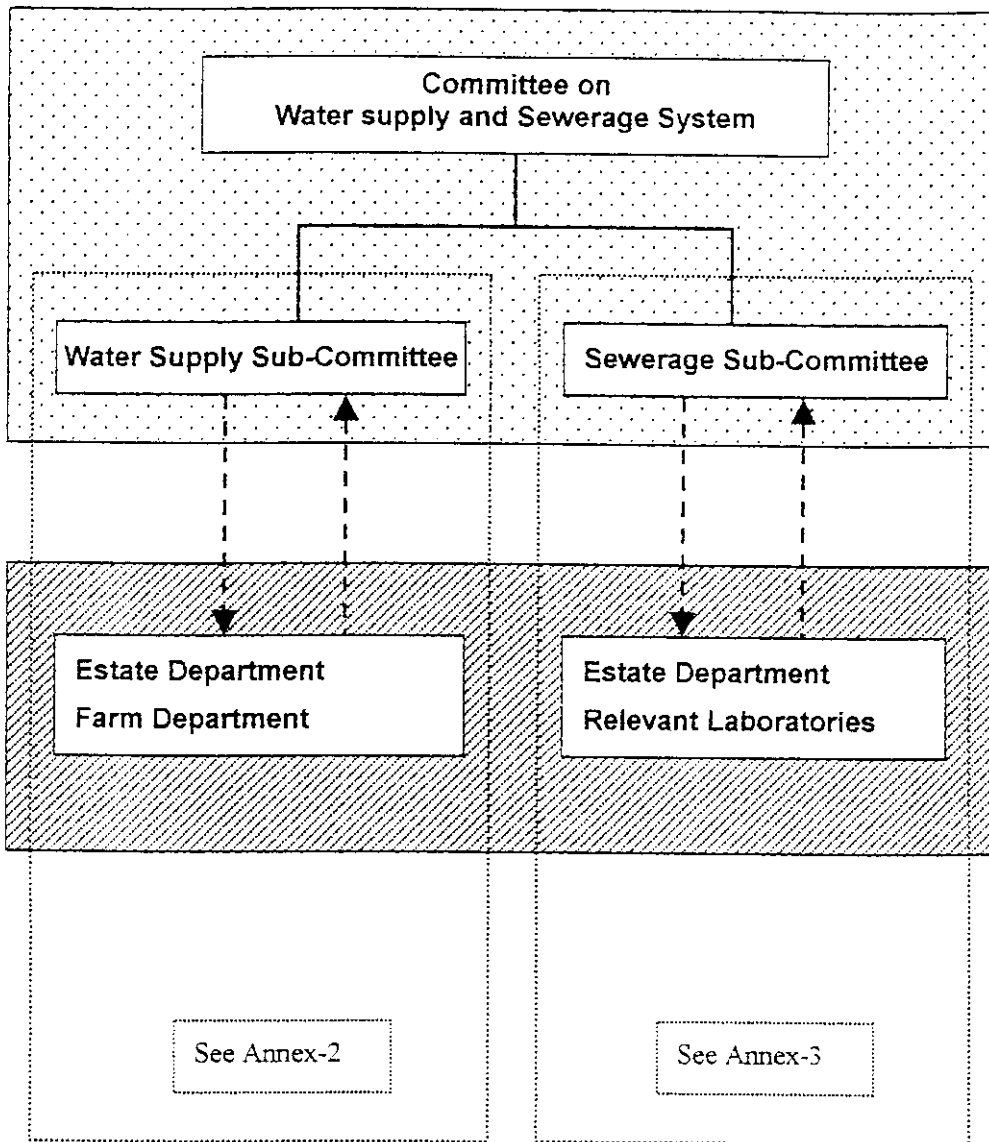 Committee on
Water supply and Sewerage System
Water Supply Sub-Committee
Sewerage Sub-Committee
Estate Department
Farm Department
Estate Department
Relevant Laboratories
See Annex-2
See Annex-3